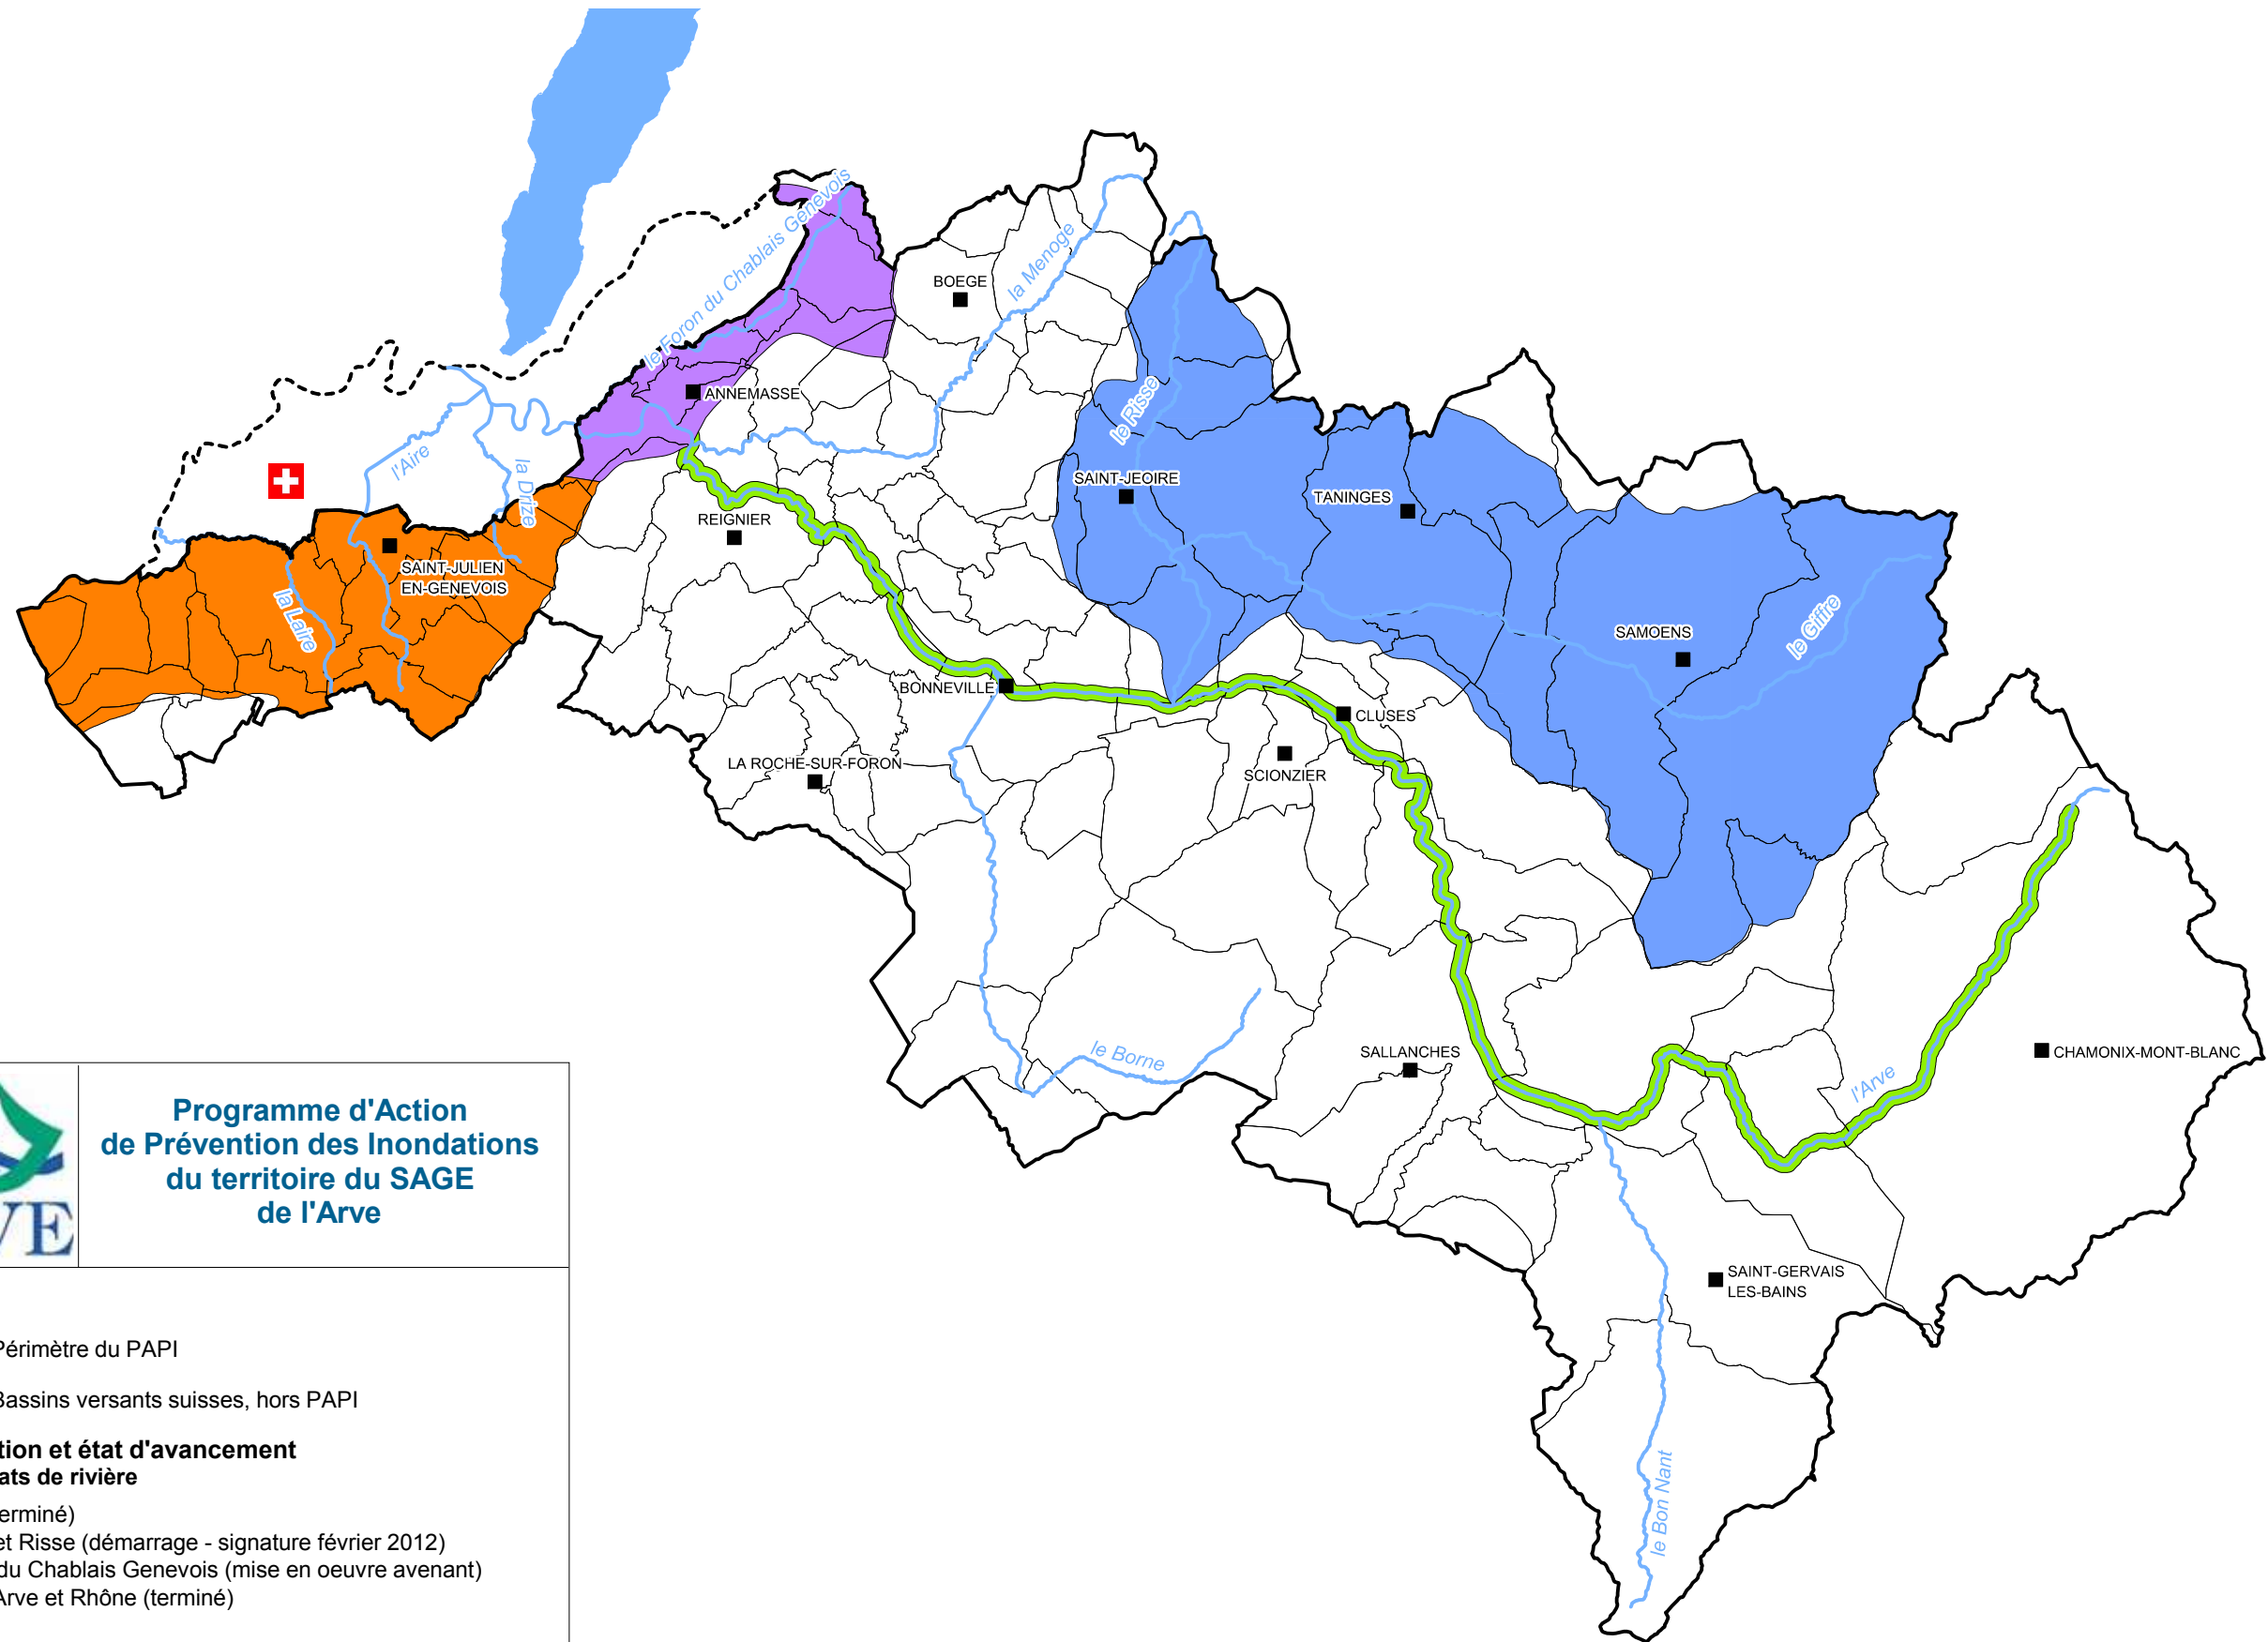 le Foron du Chablais Genevois
la Menoge
BOEGE
ANNEMASSE
le Risse
l'Aire
la Drize
SAINT-JEOIRE
TANINGES
REIGNIER
SAINT-JULIEN
EN-GENEVOIS
la Laire
SAMOENS
le Giffre
BONNEVILLE
CLUSES
LA ROCHE-SUR-FORON
SCIONZIER
le Borne
SALLANCHES
l'Arve
CHAMONIX-MONT-BLANC
SAINT-GERVAIS
LES-BAINS
le Bon Nant
VE
Programme d'Action
de Prévention des Inondations
du territoire du SAGE
de l'Arve
Périmètre du PAPI
Bassins versants suisses, hors PAPI
tion et état d'avancement
ats de rivière
erminé)
et Risse (démarrage - signature février 2012)
du Chablais Genevois (mise en oeuvre avenant)
Arve et Rhône (terminé)